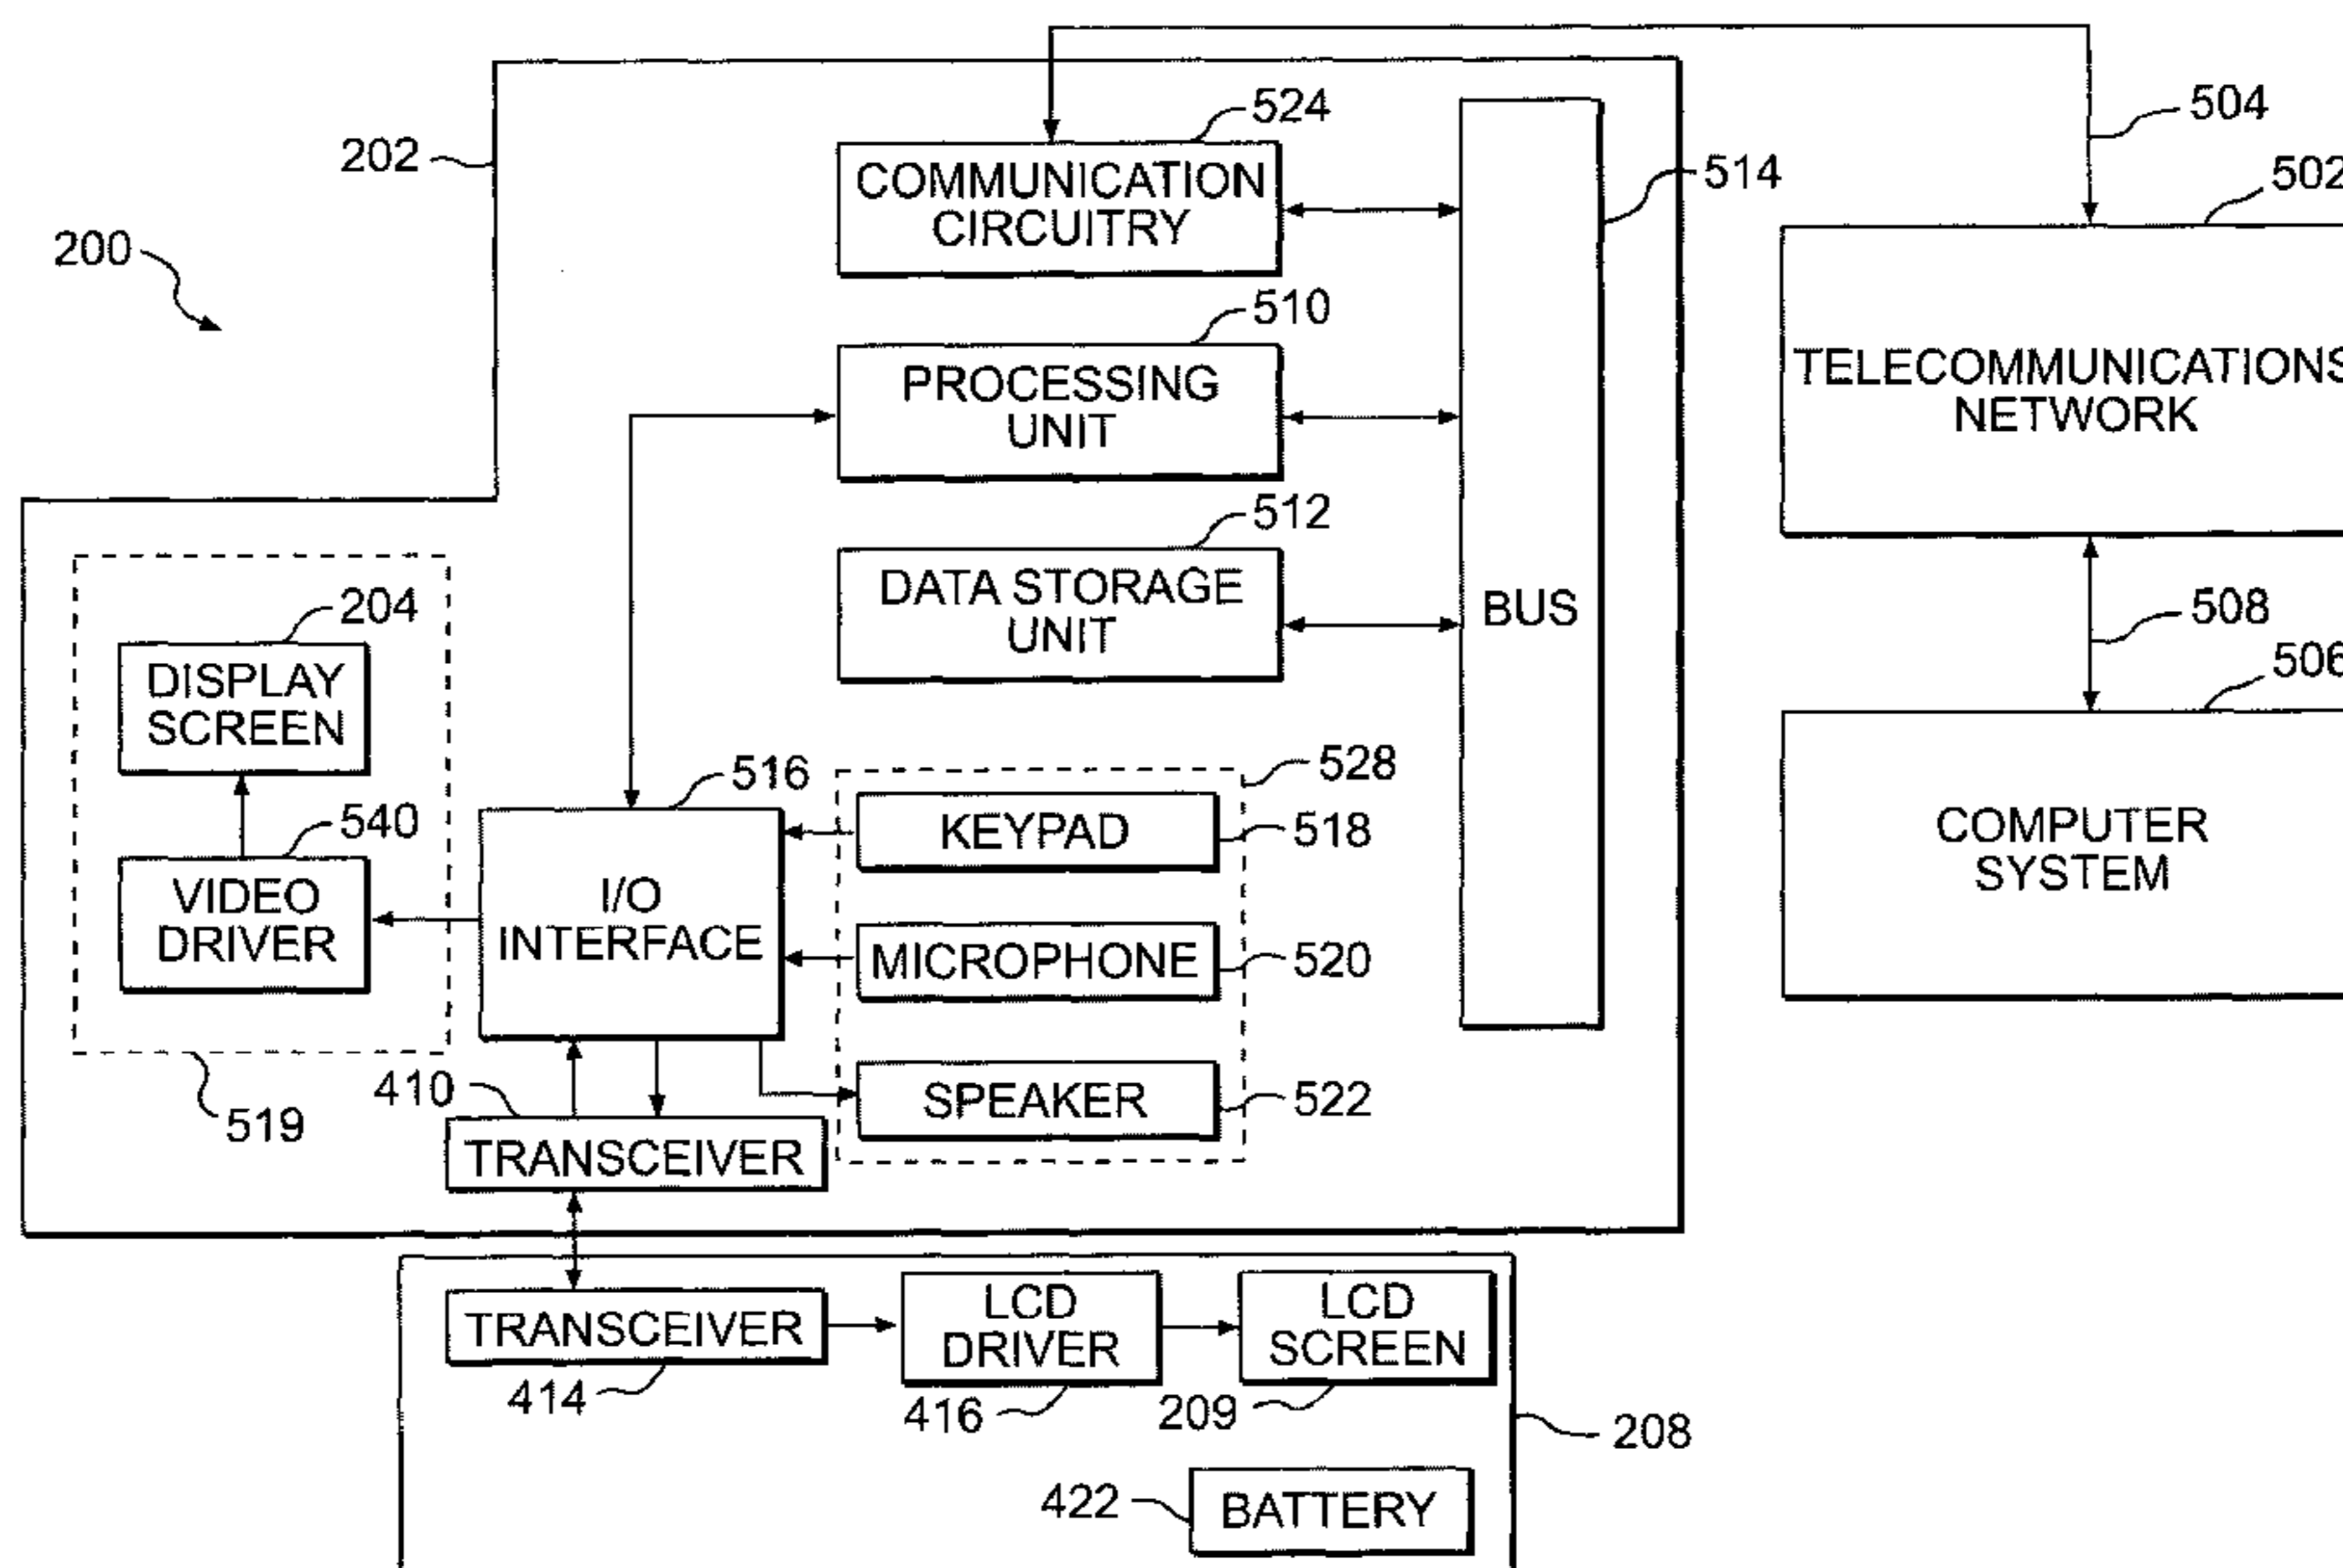 504
524
202
COMMUNICATION
CIRCUITRY
514
502
200
510
PROCESSING
UNIT
TELECOMMUNICATIONS
NETWORK
512
DATA STORAGE
UNIT
BUS
204
DISPLAY
SCREEN
508
506
516
528
540
VIDEO
DRIVER
I/O
INTERFACE
KEYPAD
518
COMPUTER
SYSTEM
MICROPHONE
520
410
SPEAKER
522
519
TRANSCEIVER
TRANSCEIVER
LCD
DRIVER
LCD
SCREEN
414
416
209
208
422
BATTERY